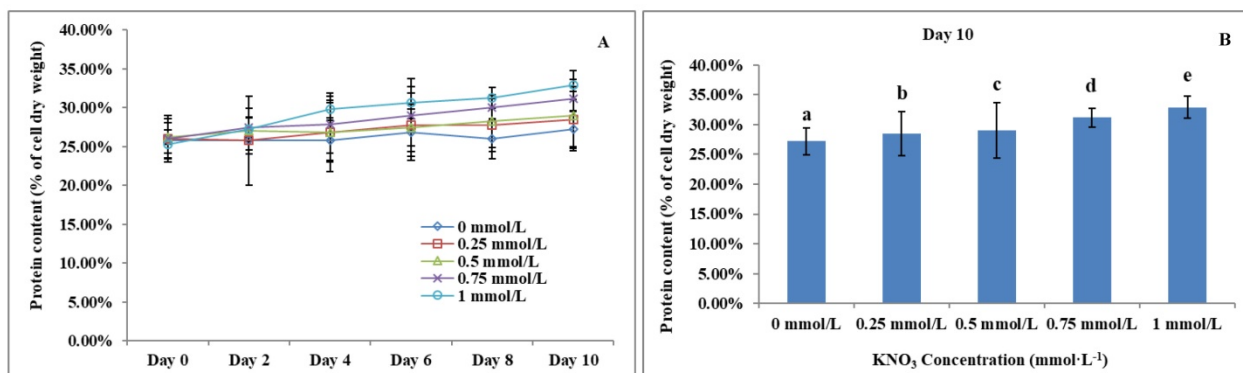 A
Protein content (% of cell dry weight)
40.00%
35.00%
30.00%
25.00%
20.00%
15.00%
10.00%
5.00%
0.00%
0 mmol/L
0.25 mmol/L
0.5 mmol/L
0.75 mmol/L
1 mmol/L
Day 0 Day 2 Day 4 Day 6 Day 8 Day 10
Day 10
B
Protein content (% of cell dry weight)
40.00%
35.00%
30.00%
25.00%
20.00%
15.00%
10.00%
5.00%
0.00%
a b c d e
0 mmol/L 0.25 mmol/L 0.5 mmol/L 0.75 mmol/L 1 mmol/L
KNO₃ Concentration (mmol·L⁻¹)